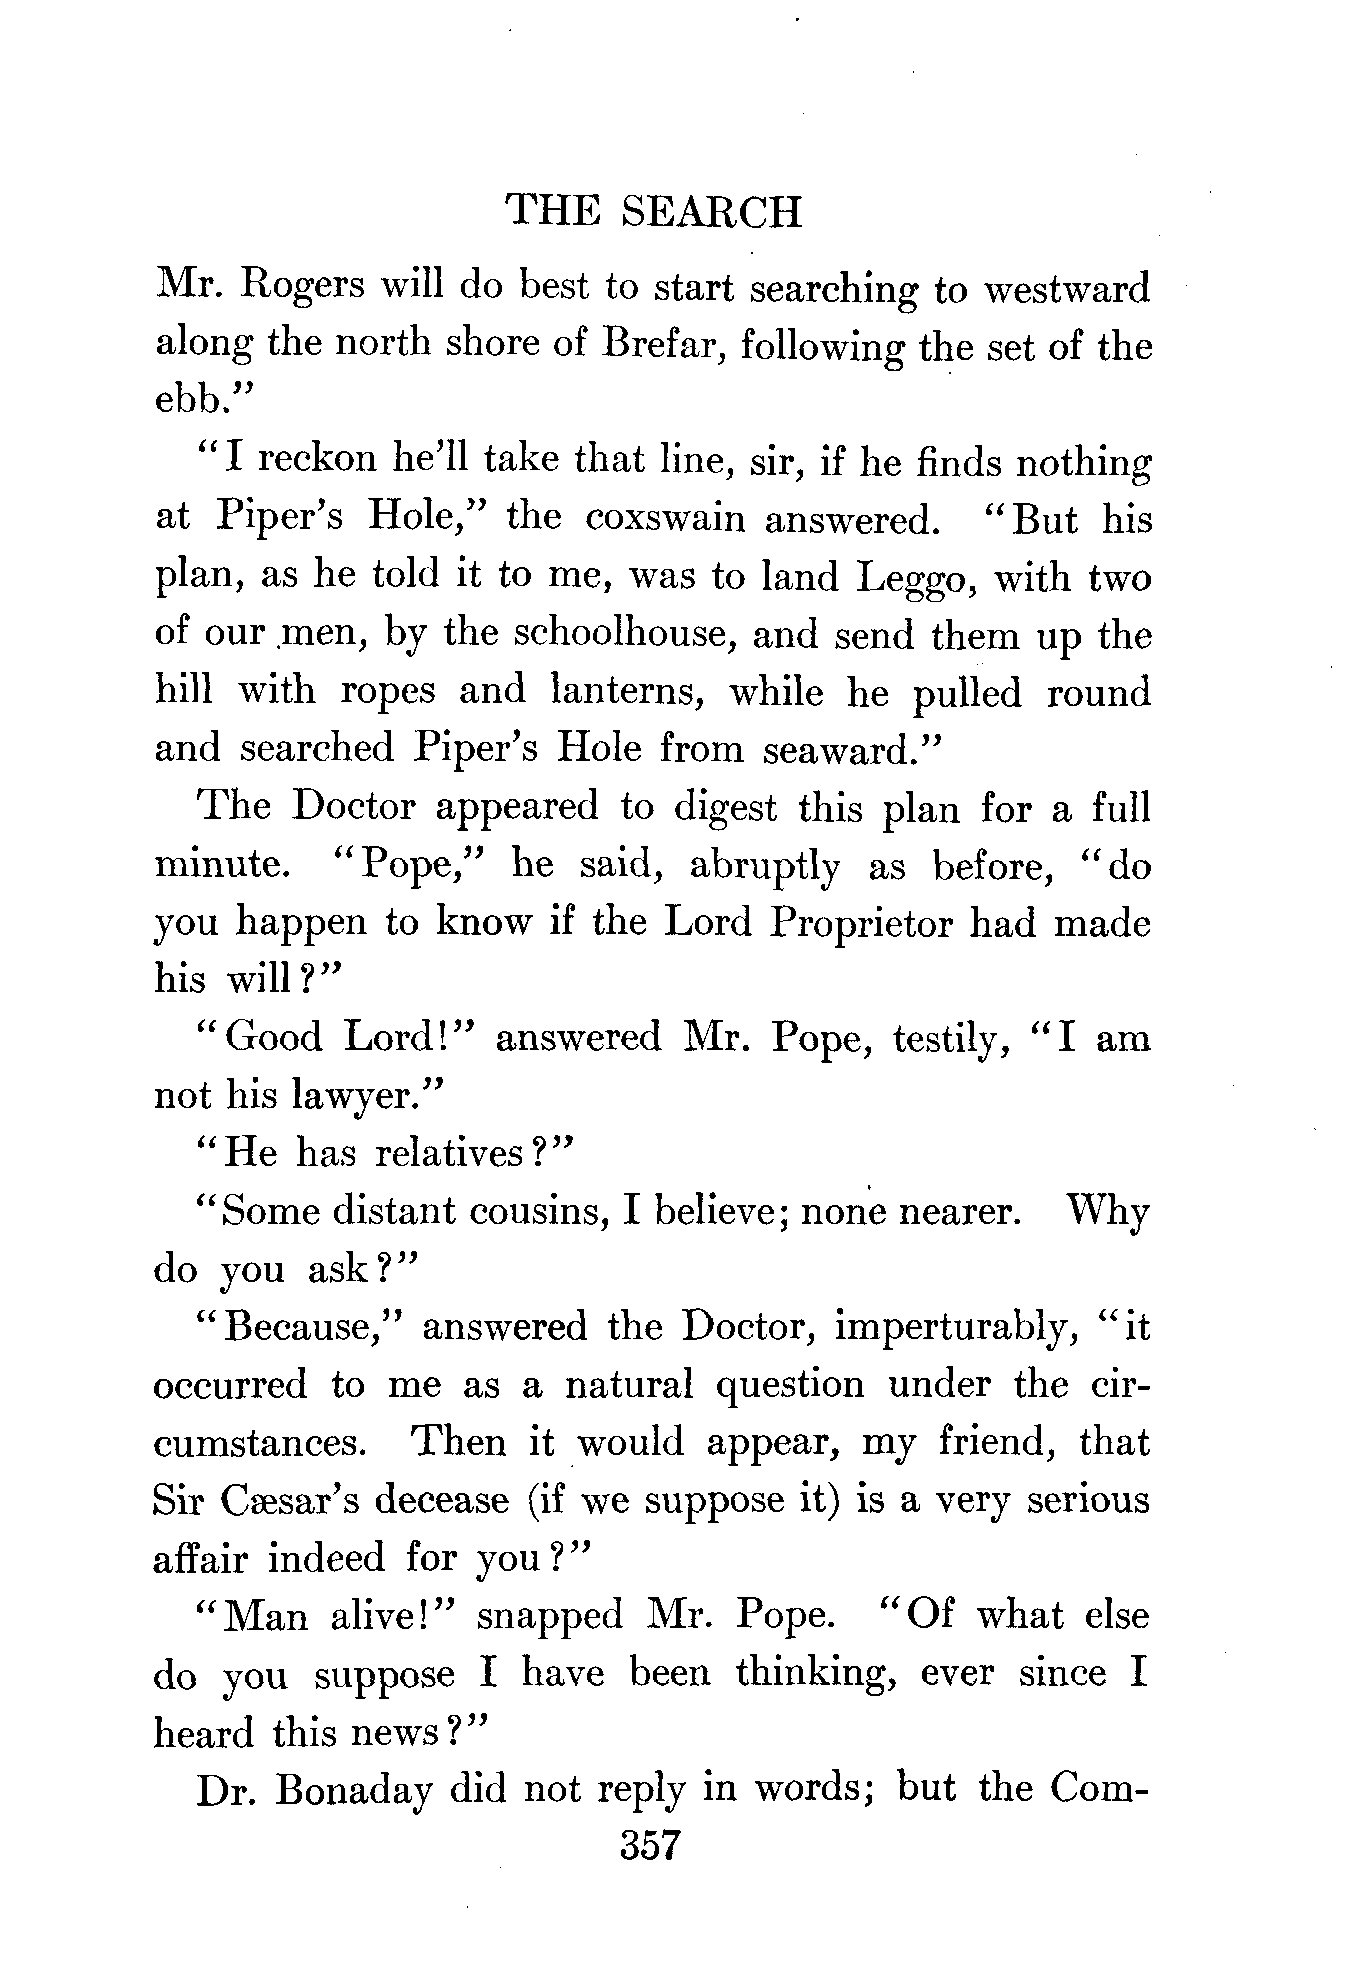 THE SEARCH
Mr. Rogers will do best to start searching to westward
along the north shore of Brefar, following the set of the
ebb."
"I reckon he'll take that line, sir, if he finds nothing
at Piper's Hole," the coxswain answered. "But his
plan, as he told it to me, was to land Leggo, with two
of our men, by the schoolhouse, and send them up the
hill with ropes and lanterns, while he pulled round
and searched Piper's Hole from seaward."
The Doctor appeared to digest this plan for a full
minute. "Pope," he said, abruptly as before, "do
you happen to know if the Lord Proprietor had made
his will?"
"Good Lord!" answered Mr. Pope, testily, "I am
not his lawyer."
"He has relatives?"
"Some distant cousins, I believe; none nearer. Why
do you ask?"
"Because," answered the Doctor, imperturably, "it
occurred to me as a natural question under the cir-
cumstances. Then it would appear, my friend, that
Sir Cæsar's decease (if we suppose it) is a very serious
affair indeed for you?"
"Man alive!" snapped Mr. Pope. "Of what else
do you suppose I have been thinking, ever since I
heard this news?"
Dr. Bonaday did not reply in words; but the Com-
357